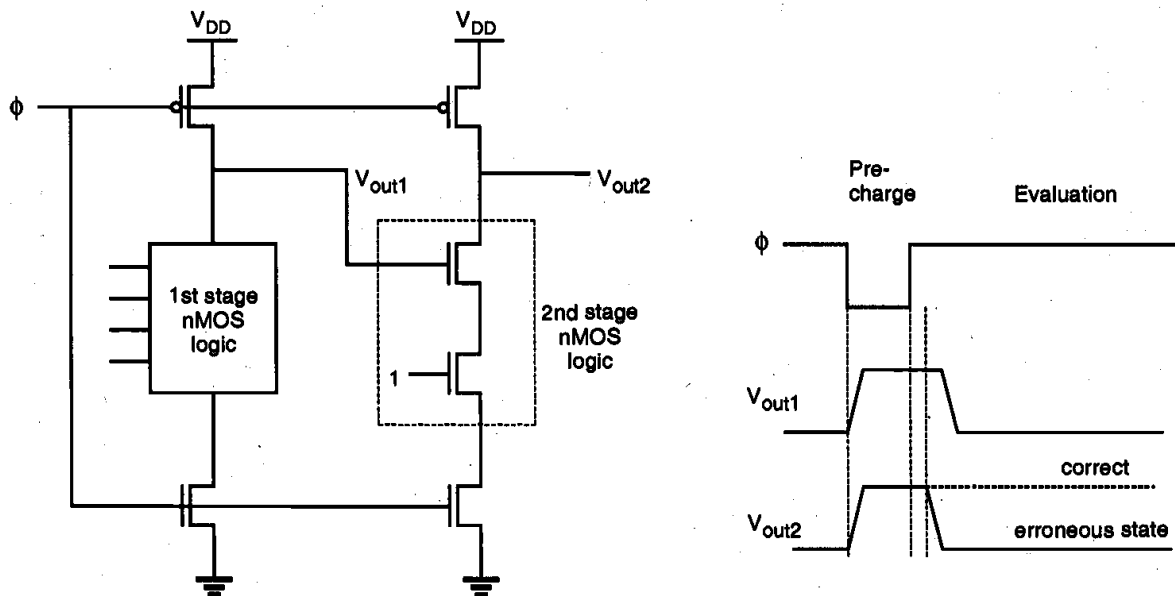 V_DD
V_DD
ϕ
V_out1
V_out2
1st stage
nMOS
logic
2nd stage
nMOS
logic
1
Pre-
charge
Evaluation
ϕ
V_out1
correct
V_out2
erroneous state